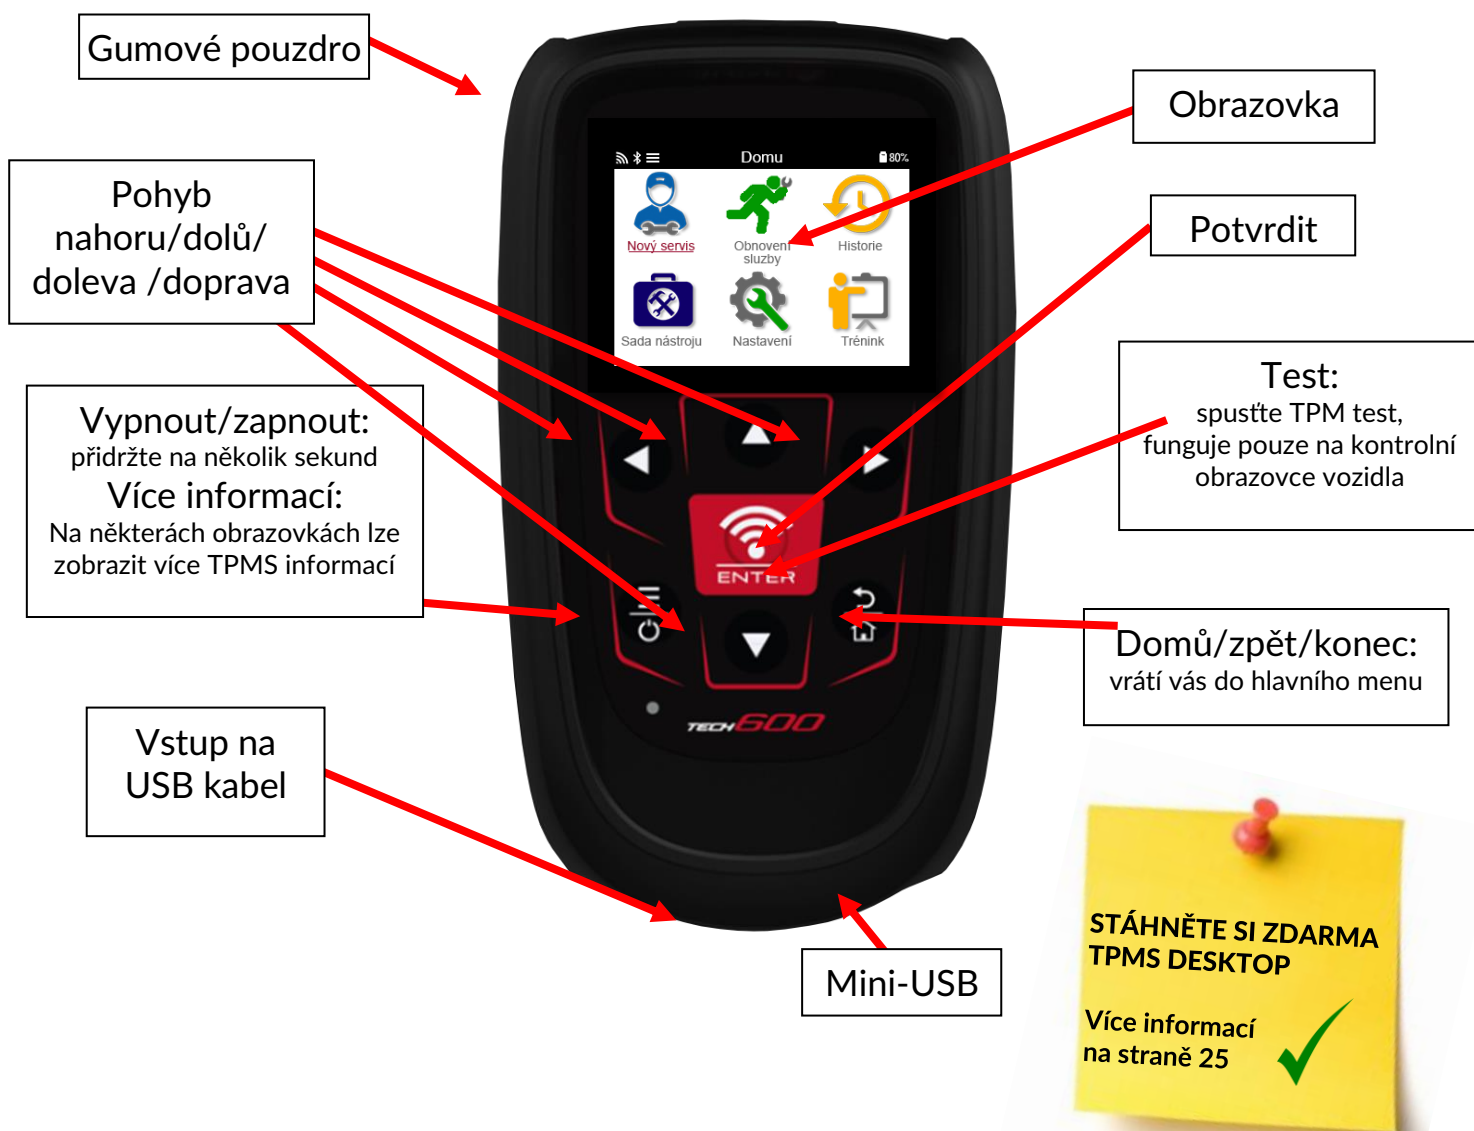 Gumové pouzdro
Obrazovka
Pohyb
nahoru/dolů/
doleva /doprava
Potvrdit
Domu
80%
Nový servis
Obnovení
sluzby
Historie
Sada nástroju
Nastavení
Trénink
Test:
spusťte TPM test,
funguje pouze na kontrolní
obrazovce vozidla
Vypnout/zapnout:
přidržte na několik sekund
Více informací:
Na některách obrazovkách lze
zobrazit více TPMS informací
ENTER
Domů/zpět/konec:
vrátí vás do hlavního menu
TECH600
Vstup na
USB kabel
Mini-USB
STÁHNĚTE SI ZDARMA
TPMS DESKTOP
Více informací
na straně 25